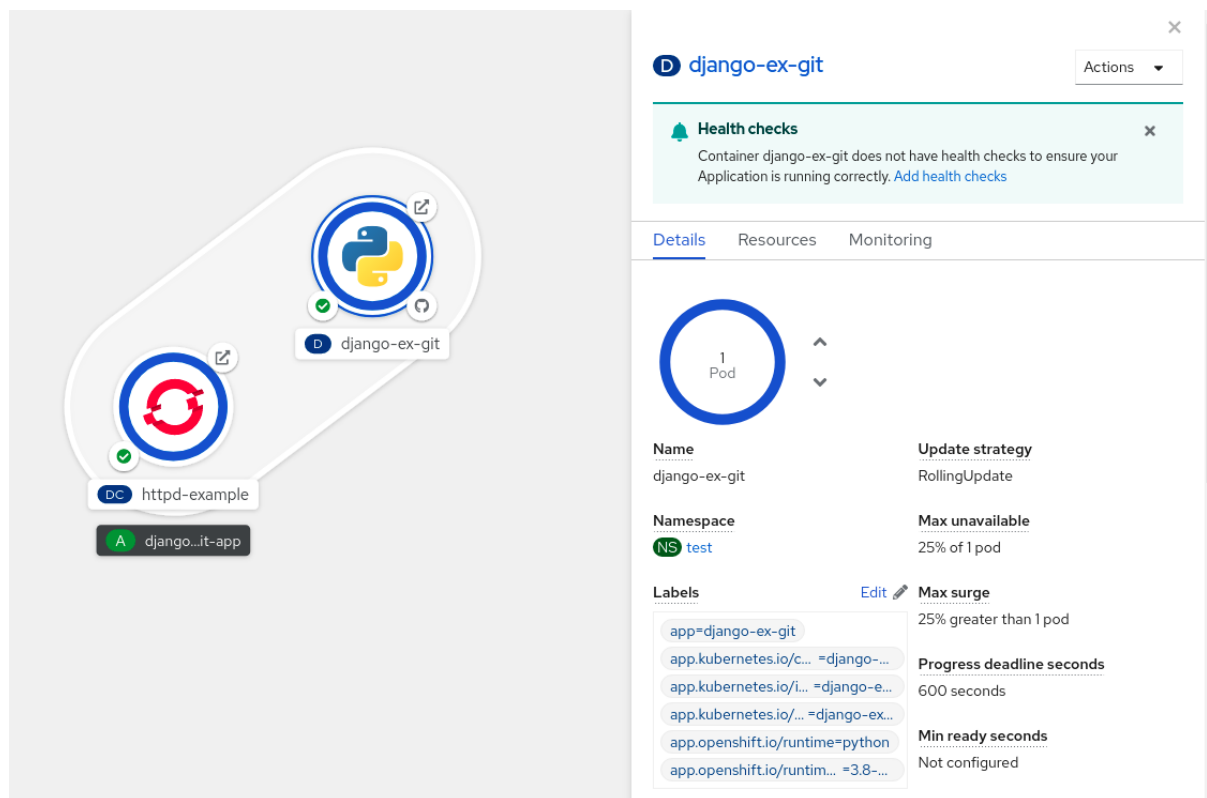 D django-ex-git
DC httpd-example
A django...it-app
D django-ex-git
Actions
Health checks
Container django-ex-git does not have health checks to ensure your
Application is running correctly. Add health checks
Details Resources Monitoring
1
Pod
Name
django-ex-git
Namespace
NS test
Labels Edit
app=django-ex-git
app.kubernetes.io/c... =django-...
app.kubernetes.io/i... =django-e...
app.kubernetes.io/... =django-ex...
app.openshift.io/runtime=python
app.openshift.io/runtim... =3.8-...
Update strategy
RollingUpdate
Max unavailable
25% of 1 pod
Max surge
25% greater than 1 pod
Progress deadline seconds
600 seconds
Min ready seconds
Not configured